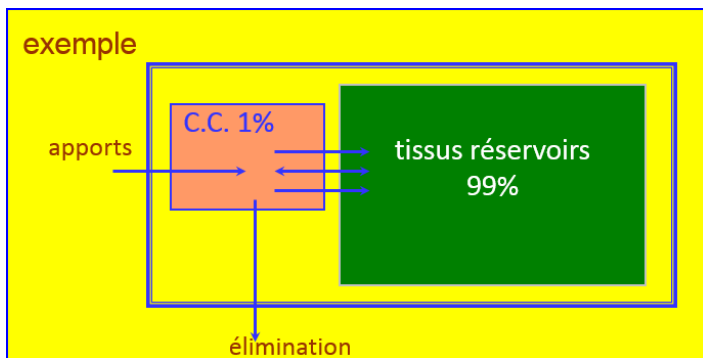 exemple
C.C. 1%
apports
tissus réservoirs
99%
élimination